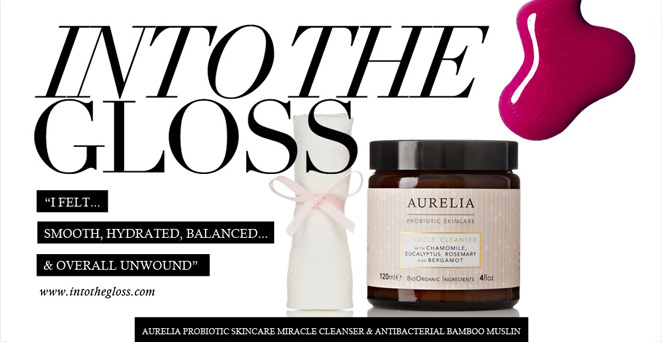 INTO THE
GLOSS
“I FELT...
SMOOTH, HYDRATED, BALANCED...
& OVERALL UNWOUND”
www.intothegloss.com
AURELIA
PROBIOTIC SKINCARE
MIRACLE CLEANSER
WITH CHAMOMILE,
EUCALYPTUS, ROSEMARY
AND BERGAMOT
120ml℮ BIOORGANIC INGREDIENTS 4floz
AURELIA PROBIOTIC SKINCARE MIRACLE CLEANSER & ANTIBACTERIAL BAMBOO MUSLIN